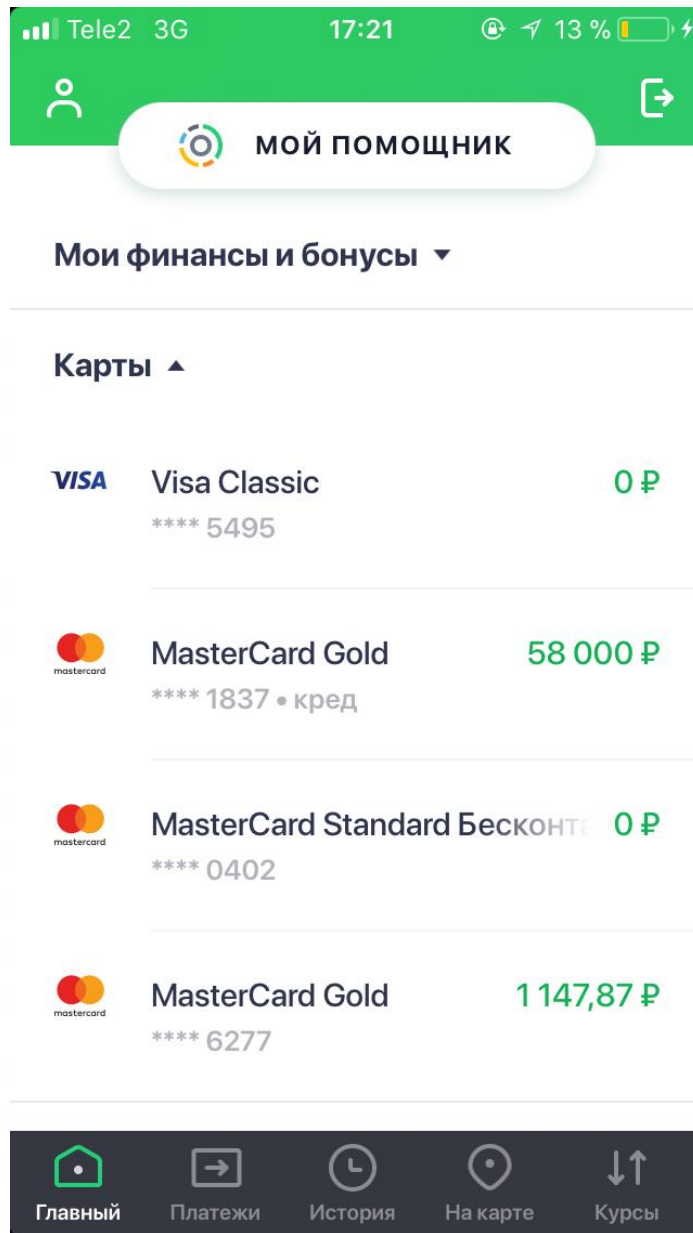 Tele2 3G 17:21 13 %
МОЙ ПОМОЩНИК
Мои финансы и бонусы
Карты
VISA Visa Classic 0 ₽
**** 5495
mastercard MasterCard Gold 58 000 ₽
**** 1837 • кред
mastercard MasterCard Standard Бесконта 0 ₽
**** 0402
mastercard MasterCard Gold 1 147,87 ₽
**** 6277
Главный Платежи История На карте Курсы